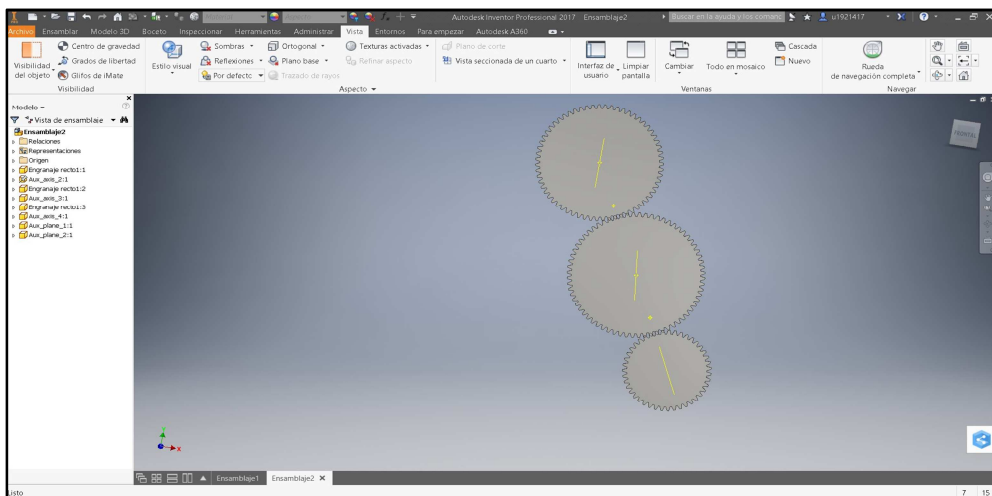 Autodesk Inventor Professional 2017 Ensamblaje2
Buscar en la ayuda y los comanc
u1921417
Archivo Ensamblar Modelo 3D Boceto Inspeccionar Herramientas Administrar Vista Entornos Para empezar Autodesk A360
Visibilidad del objeto
Centro de gravedad
Grados de libertad
Glifos de iMate
Visibilidad
Estilo visual
Sombras
Reflexiones
Por defecto
Ortogonal
Plano base
Trazado de rayos
Texturas activadas
Refinar aspecto
Plano de corte
Vista seccionada de un cuarto
Aspecto
Interfaz de usuario
Limpiar pantalla
Cambiar
Todo en mosaico
Cascada
Nuevo
Ventanas
Rueda
de navegación completa
Navegar
Modelo
Vista de ensamblaje
Ensamblaje2
Relaciones
Representaciones
Origen
Engranaje recto1:1
Aux_axis_2:1
Engranaje recto1:2
Aux_axis_3:1
Engranaje recto1:3
Aux_axis_4:1
Aux_plane_1:1
Aux_plane_2:1
FRONTAL
Y
X
Ensamblaje1 Ensamblaje2
Listo
7 15